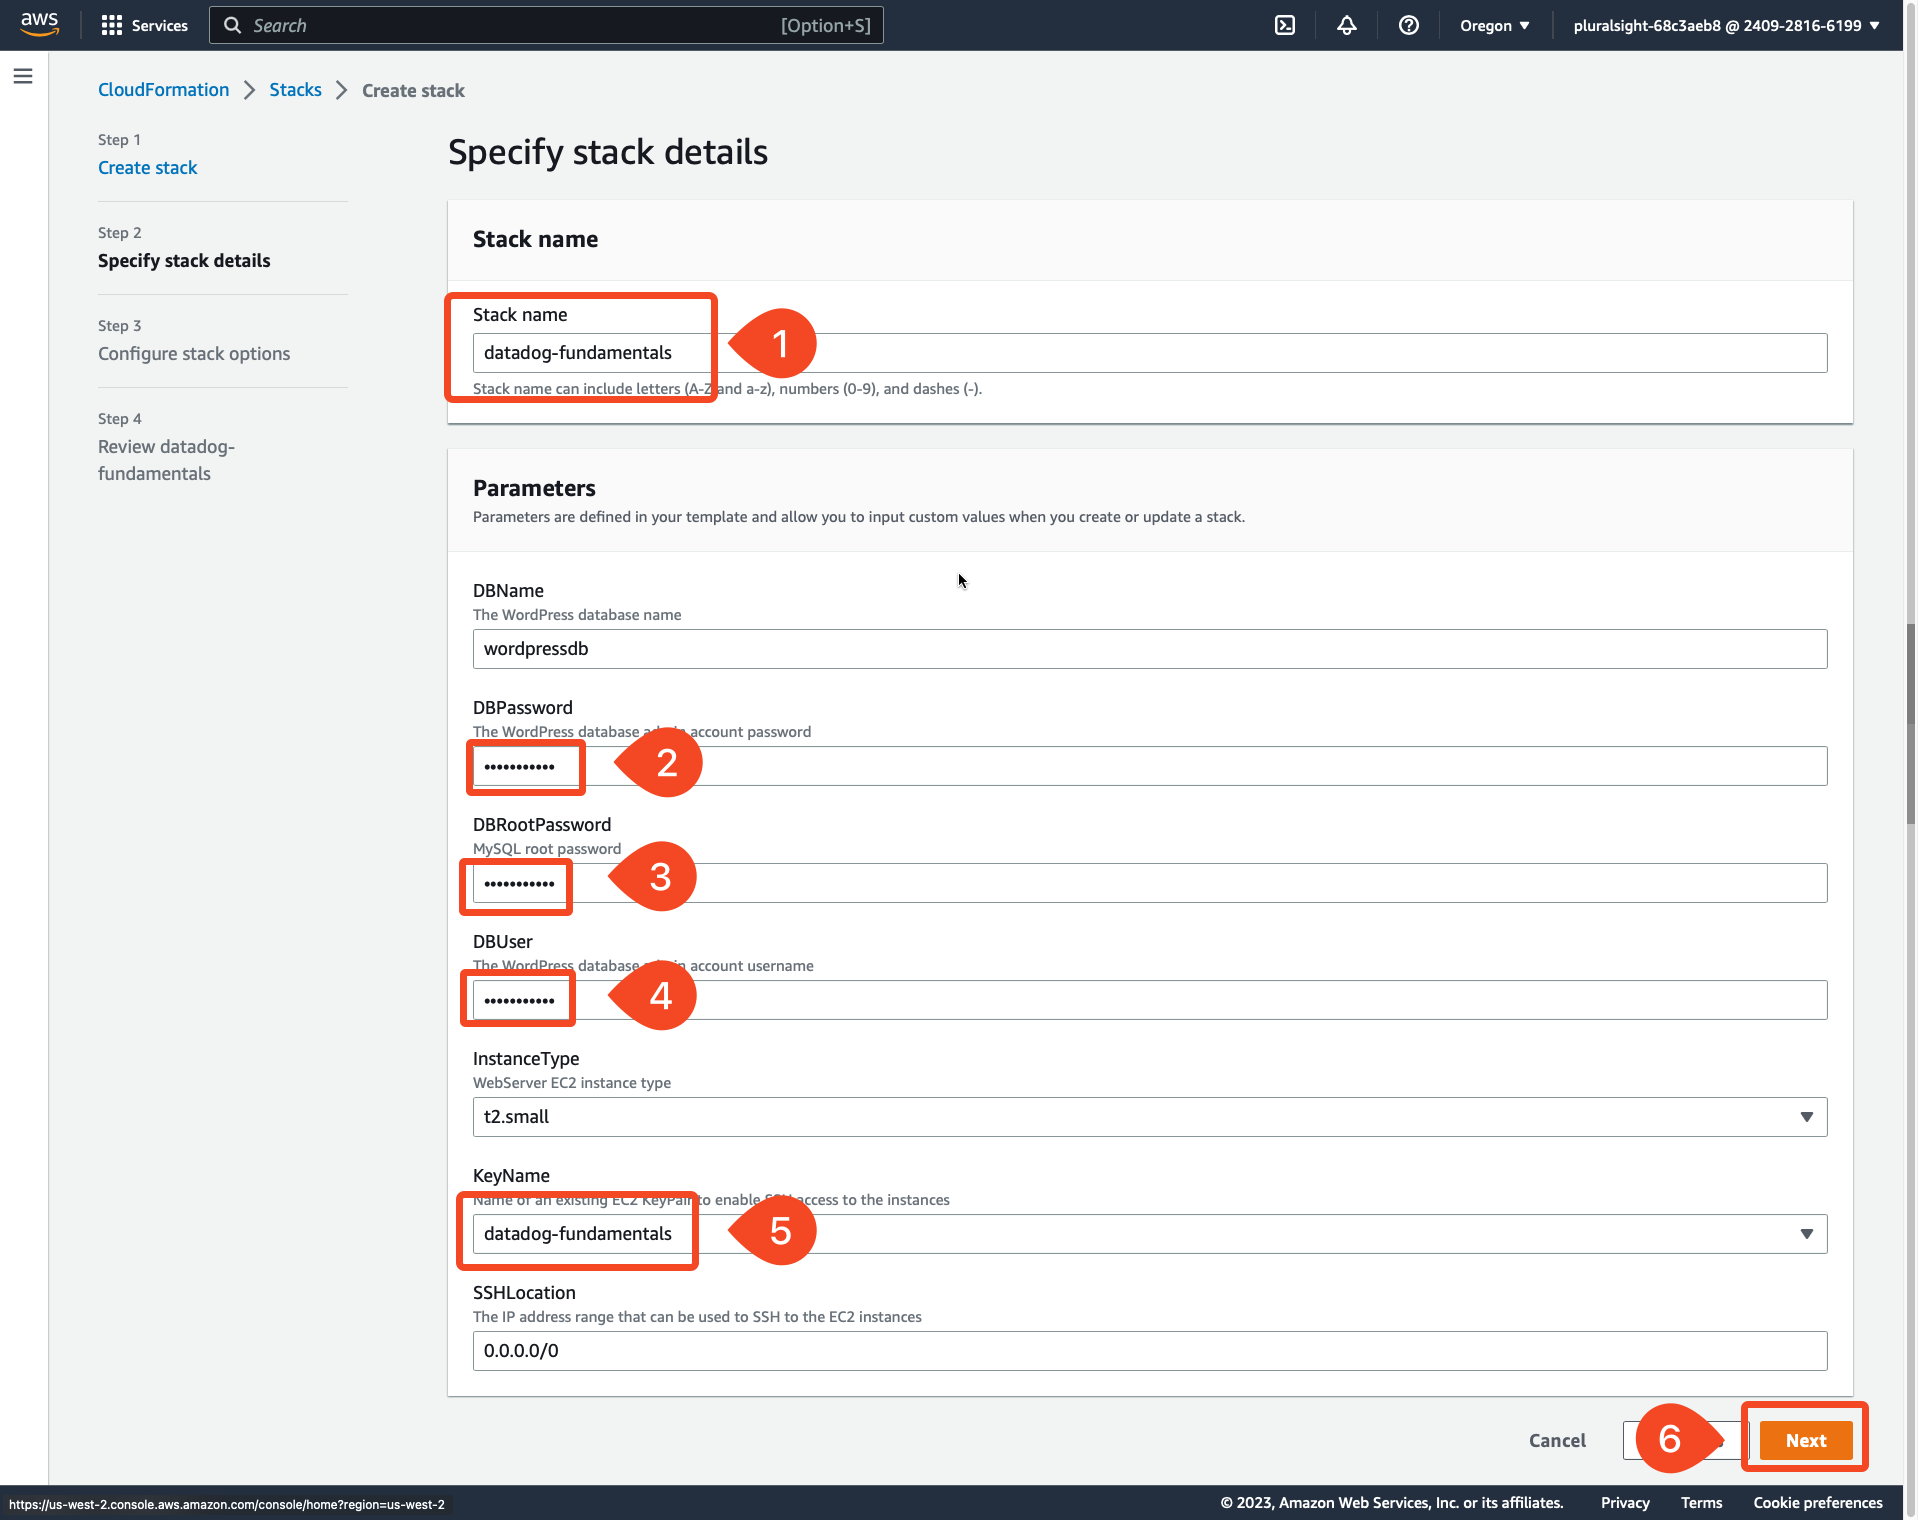 aws
Services
Search
[Option+S]
Oregon
pluralsight-68c3aeb8 @ 2409-2816-6199
CloudFormation
Stacks
Create stack
Step 1
Create stack
Step 2
Specify stack details
Step 3
Configure stack options
Step 4
Review datadog-
fundamentals
Specify stack details
Stack name
Stack name
datadog-fundamentals
1
Stack name can include letters (A-Z and a-z), numbers (0-9), and dashes (-).
Parameters
Parameters are defined in your template and allow you to input custom values when you create or update a stack.
DBName
The WordPress database name
wordpressdb
DBPassword
The WordPress database admin account password
•••••••••••
2
DBRootPassword
MySQL root password
•••••••••••
3
DBUser
The WordPress database admin account username
•••••••••••
4
InstanceType
WebServer EC2 instance type
t2.small
KeyName
Name of an existing EC2 KeyPair to enable SSH access to the instances
datadog-fundamentals
5
SSHLocation
The IP address range that can be used to SSH to the EC2 instances
0.0.0.0/0
Cancel
6
Next
https://us-west-2.console.aws.amazon.com/console/home?region=us-west-2
© 2023, Amazon Web Services, Inc. or its affiliates.
Privacy
Terms
Cookie preferences